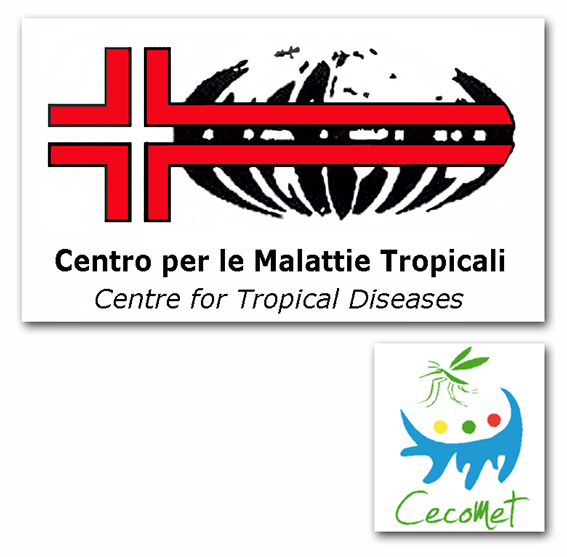 Centro per le Malattie Tropicali
Centre for Tropical Diseases
Cecomet